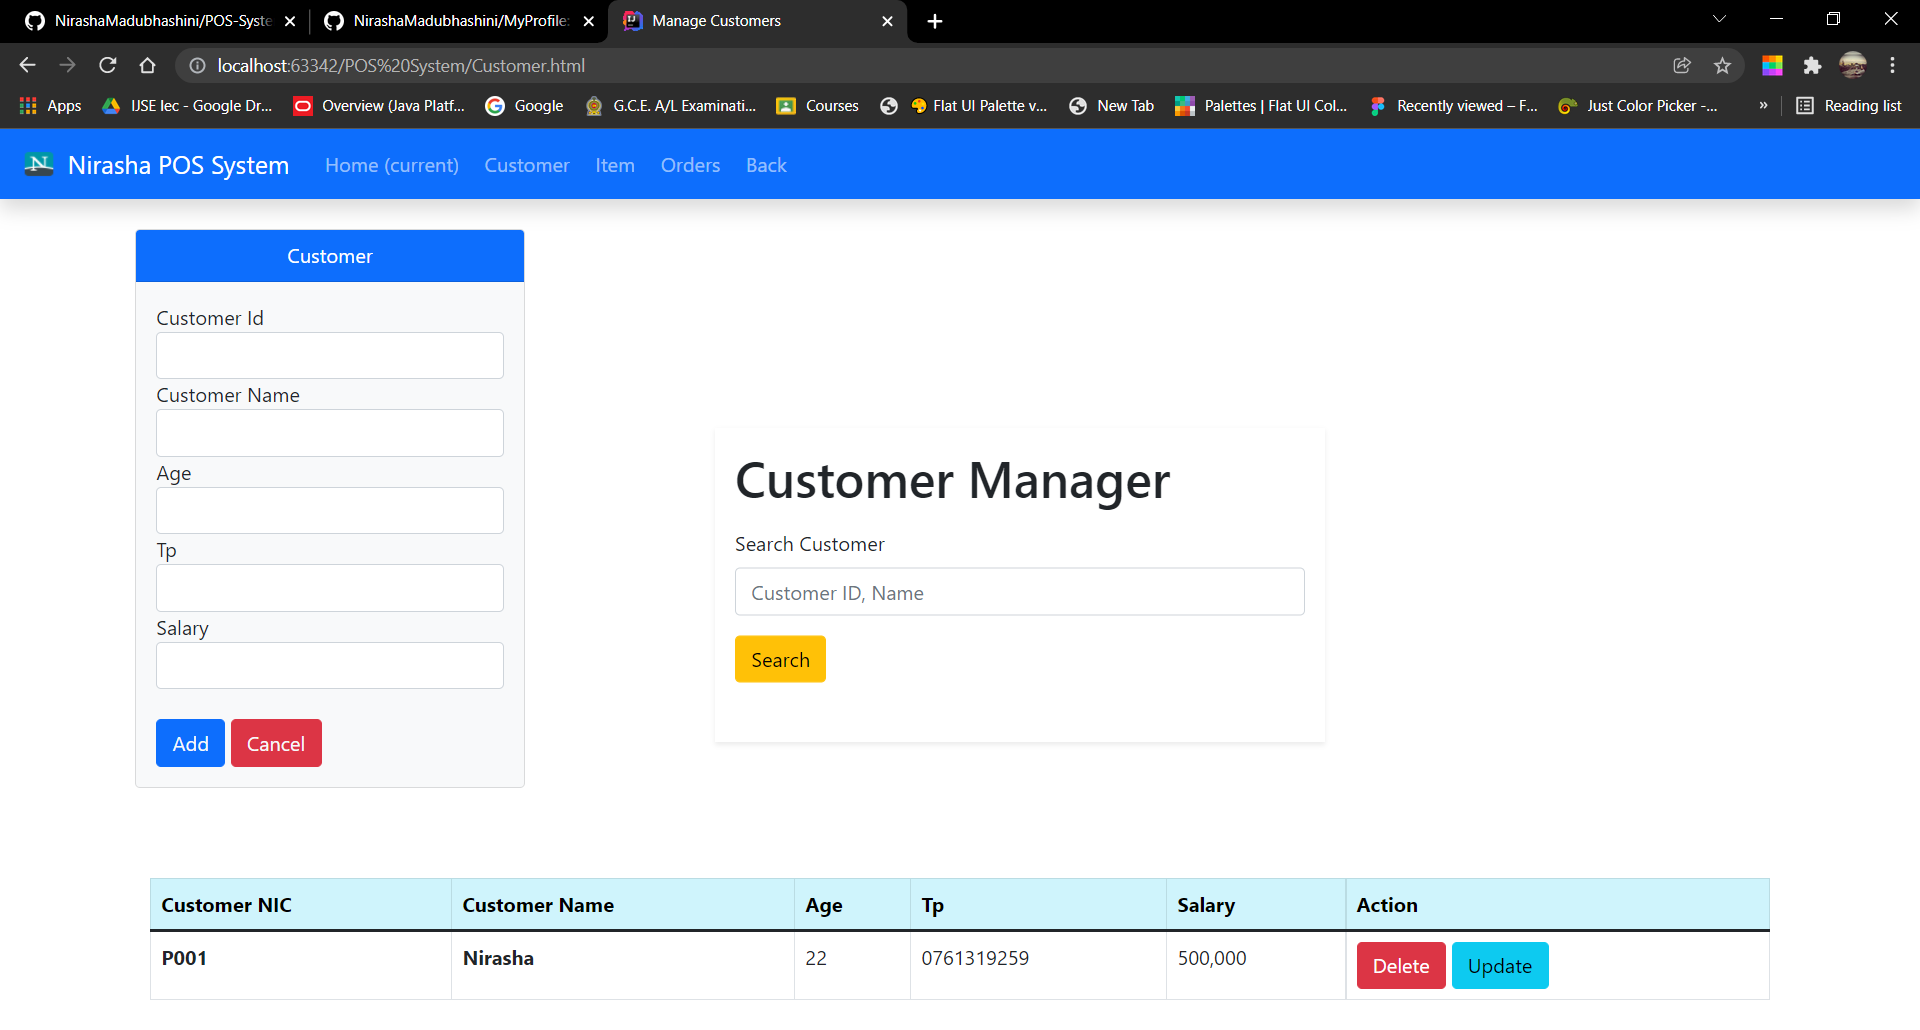 NirashaMadubhashini/POS-Syste
NirashaMadubhashini/MyProfile:
Manage Customers
localhost:63342/POS%20System/Customer.html
Apps
IJSE lec - Google Dr...
Overview (Java Platf...
Google
G.C.E. A/L Examinati...
Courses
Flat UI Palette v...
New Tab
Palettes | Flat UI Col...
Recently viewed – F...
Just Color Picker -...
»
Reading list
N
Nirasha POS System
Home (current)
Customer
Item
Orders
Back
Customer
Customer Id
Customer Name
Age
Tp
Salary
Add
Cancel
Customer Manager
Search Customer
Customer ID, Name
Search
Customer NIC
Customer Name
Age
Tp
Salary
Action
P001
Nirasha
22
0761319259
500,000
Delete
Update